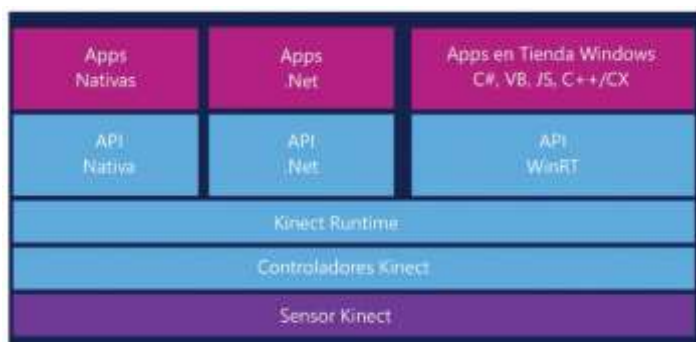 Apps
Nativas
Apps
.Net
Apps en Tienda Windows
C#, VB, JS, C++/CX
API
Nativa
API
.Net
API
WinRT
Kinect Runtime
Controladores Kinect
Sensor Kinect